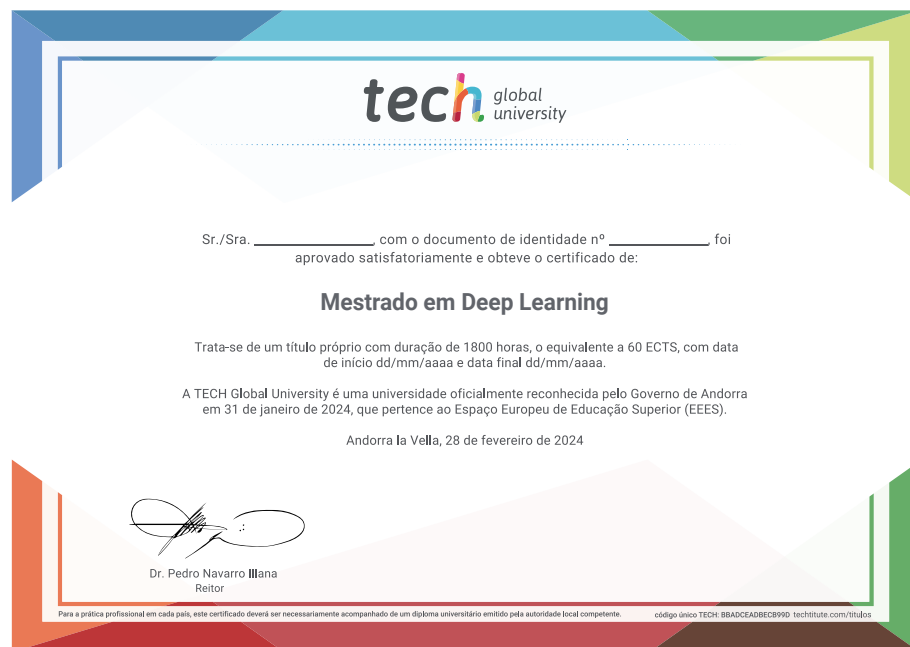 tech global
university
Sr./Sra. ______________, com o documento de identidade nº ____________, foi
aprovado satisfatoriamente e obteve o certificado de:
Mestrado em Deep Learning
Trata-se de um título próprio com duração de 1800 horas, o equivalente a 60 ECTS, com data
de início dd/mm/aaaa e data final dd/mm/aaaa.
A TECH Global University é uma universidade oficialmente reconhecida pelo Governo de Andorra
em 31 de janeiro de 2024, que pertence ao Espaço Europeu de Educação Superior (EEES).
Andorra la Vella, 28 de fevereiro de 2024
Dr. Pedro Navarro Illana
Reitor
Para a prática profissional em cada país, este certificado deverá ser necessariamente acompanhado de um diploma universitário emitido pela autoridade local competente.
código único TECH: BBADCEADBECB99D techtitute.com/titulos